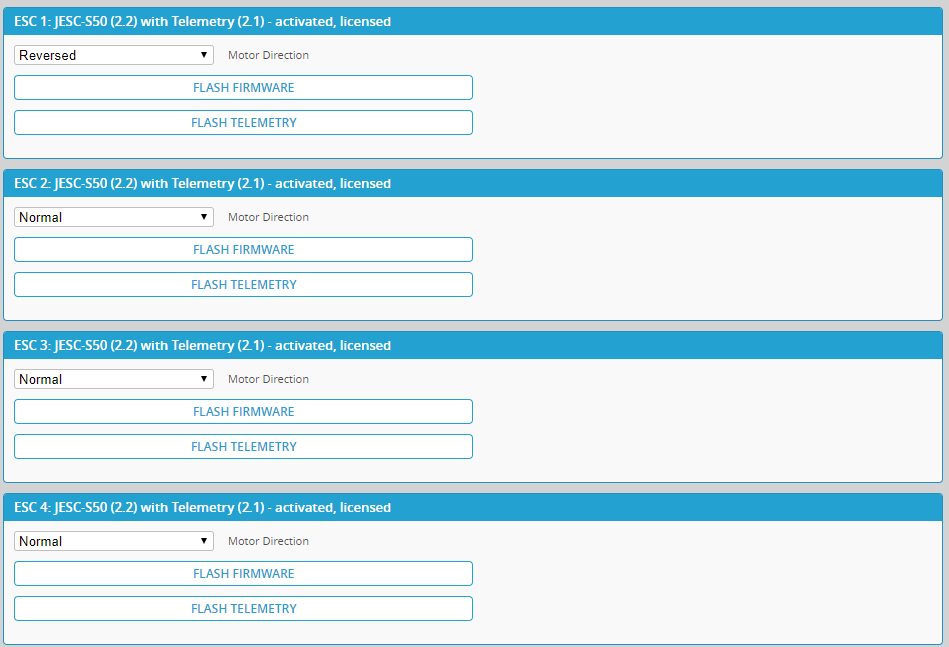 ESC 1: JESC-S50 (2.2) with Telemetry (2.1) - activated, licensed
Reversed Motor Direction
FLASH FIRMWARE
FLASH TELEMETRY
ESC 2: JESC-S50 (2.2) with Telemetry (2.1) - activated, licensed
Normal Motor Direction
FLASH FIRMWARE
FLASH TELEMETRY
ESC 3: JESC-S50 (2.2) with Telemetry (2.1) - activated, licensed
Normal Motor Direction
FLASH FIRMWARE
FLASH TELEMETRY
ESC 4: JESC-S50 (2.2) with Telemetry (2.1) - activated, licensed
Normal Motor Direction
FLASH FIRMWARE
FLASH TELEMETRY